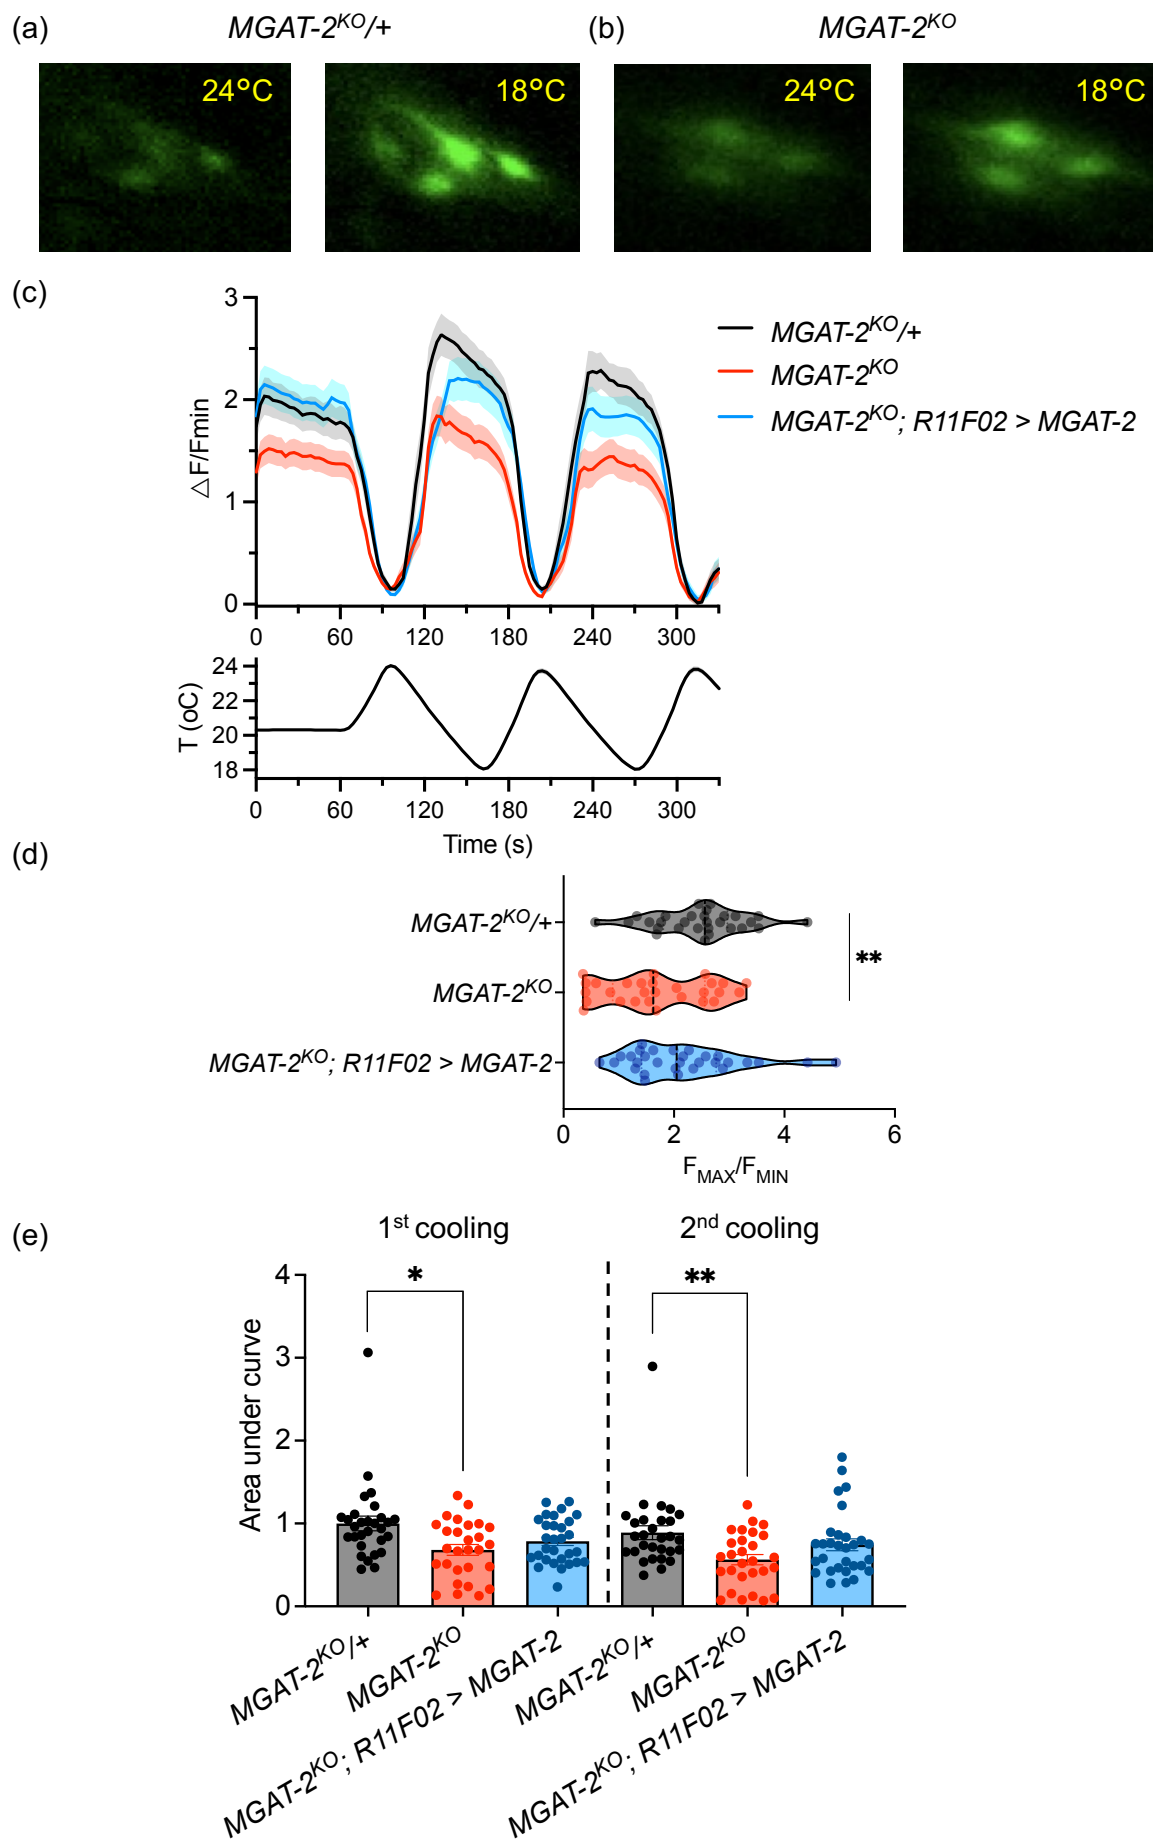 (a)
MGAT-2ᴷᴼ/+
(b)
MGAT-2ᴷᴼ
24°C
18°C
24°C
18°C
(c)
3
2
1
0
△F/Fmin
0 60 120 180 240 300
MGAT-2ᴷᴼ/+
MGAT-2ᴷᴼ
MGAT-2ᴷᴼ; R11F02 > MGAT-2
24
22
20
18
T (oC)
0 60 120 180 240 300
Time (s)
(d)
MGAT-2ᴷᴼ/+
MGAT-2ᴷᴼ
MGAT-2ᴷᴼ; R11F02 > MGAT-2
**
0 2 4 6
F_MAX/F_MIN
(e)
1st cooling
2nd cooling
4
3
2
1
0
Area under curve
*
**
MGAT-2ᴷᴼ/+
MGAT-2ᴷᴼ
MGAT-2ᴷᴼ; R11F02 > MGAT-2
MGAT-2ᴷᴼ/+
MGAT-2ᴷᴼ
MGAT-2ᴷᴼ; R11F02 > MGAT-2